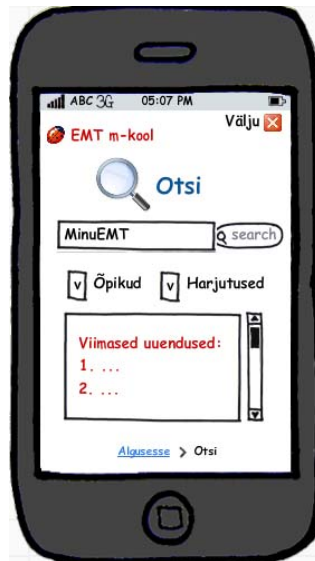 ABC 3G 05:07 PM
Välju
EMT m-kool
Otsi
MinuEMT search
v Õpikud v Harjutused
Viimased uuendused:
1. ...
2. ...
Algusesse > Otsi